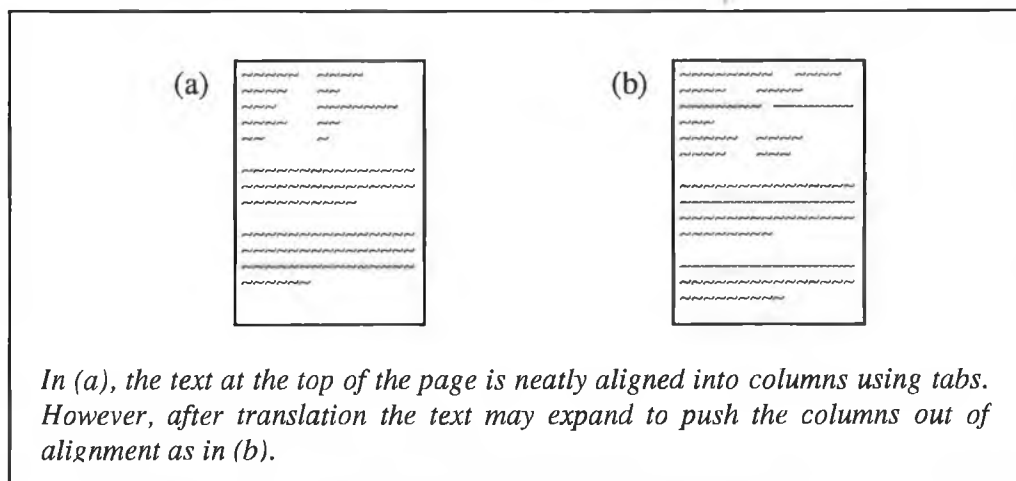 (a)
(b)
In (a), the text at the top of the page is neatly aligned into columns using tabs.
However, after translation the text may expand to push the columns out of
alignment as in (b).